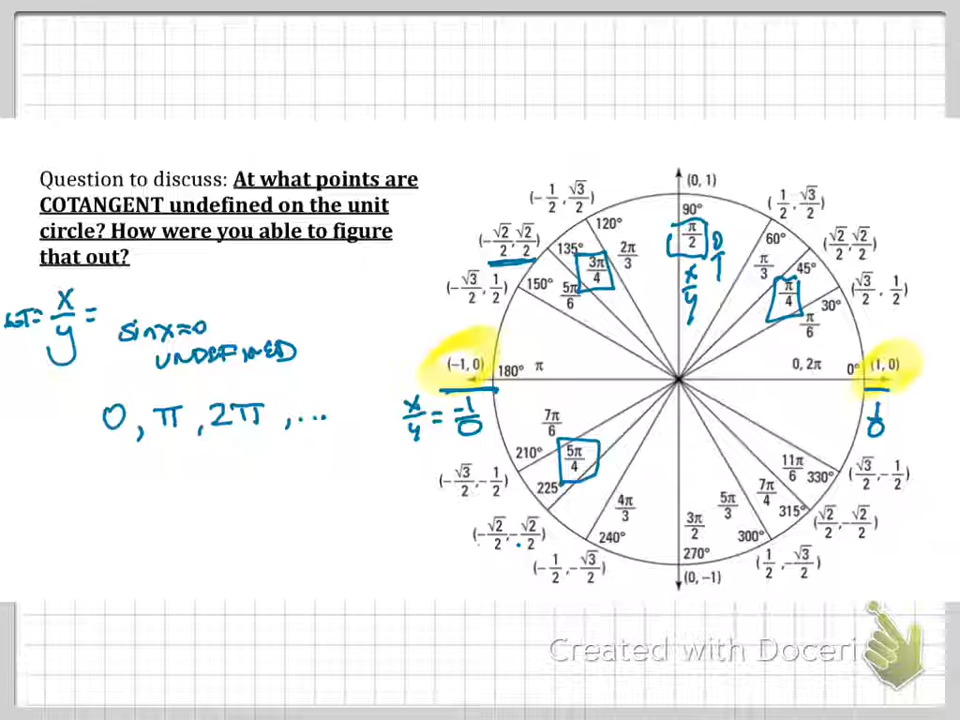 Question to discuss: At what points are
COTANGENT undefined on the unit
circle? How were you able to figure
that out?
x/y =
sin x = 0
UNDEFINED
0, π, 2π, ...
(0, 1)
90°
π/2
0/1
x/y
(-1/2, √3/2)
120°
2π/3
(-√2/2, √2/2)
135°
3π/4
(-√3/2, 1/2)
150°
5π/6
(1/2, √3/2)
60°
π/3
(√2/2, √2/2)
45°
π/4
(√3/2, 1/2)
30°
π/6
(-1, 0)
180° π
x/y = -1/0
0, 2π
0°
(1, 0)
1/0
7π/6
210°
(-√3/2, -1/2)
5π/4
225°
(-√2/2, -√2/2)
4π/3
240°
(-1/2, -√3/2)
3π/2
270°
(0, -1)
5π/3
300°
(1/2, -√3/2)
7π/4
315°
(√2/2, -√2/2)
11π/6
330°
(√3/2, -1/2)
Created with Doceri